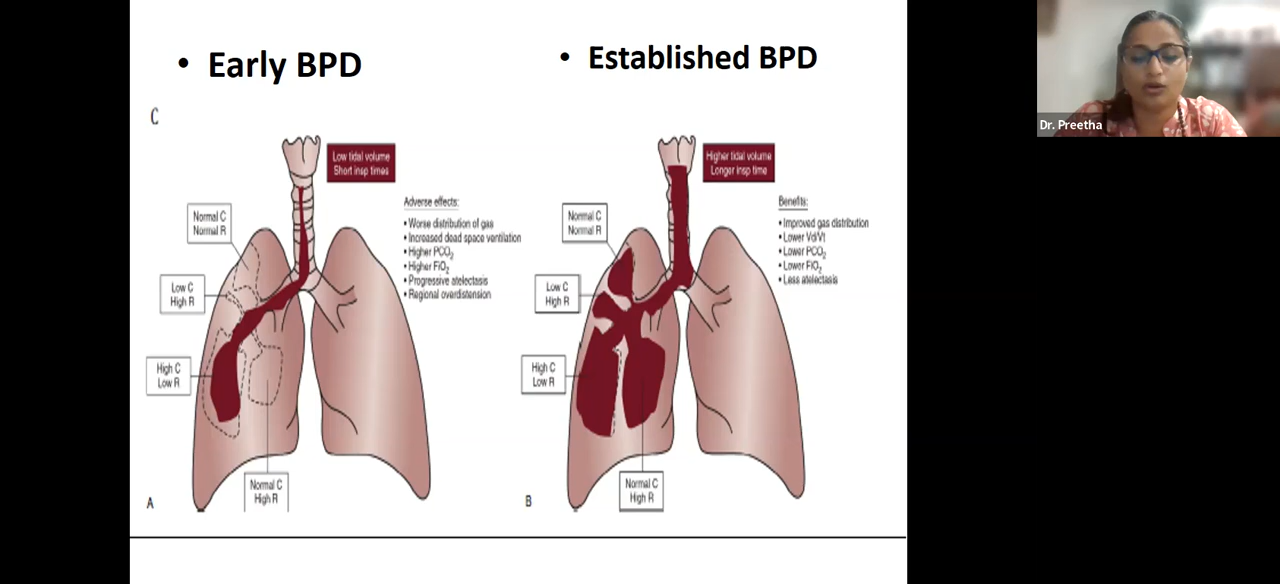 • Early BPD
• Established BPD
Dr. Preetha
C
Low tidal volume
Short insp times
Adverse effects:
• Worse distribution of gas
• Increased dead space ventilation
• Higher PCO₂
• Higher FiO₂
• Progressive atelectasis
• Regional overdistension
Normal C
Normal R
Low C
High R
High C
Low R
Normal C
High R
A
Higher tidal volume
Longer insp time
Benefits:
• Improved gas distribution
• Lower Vd/Vt
• Lower PCO₂
• Lower FiO₂
• Less atelectasis
Normal C
Normal R
Low C
High R
High C
Low R
Normal C
High R
B